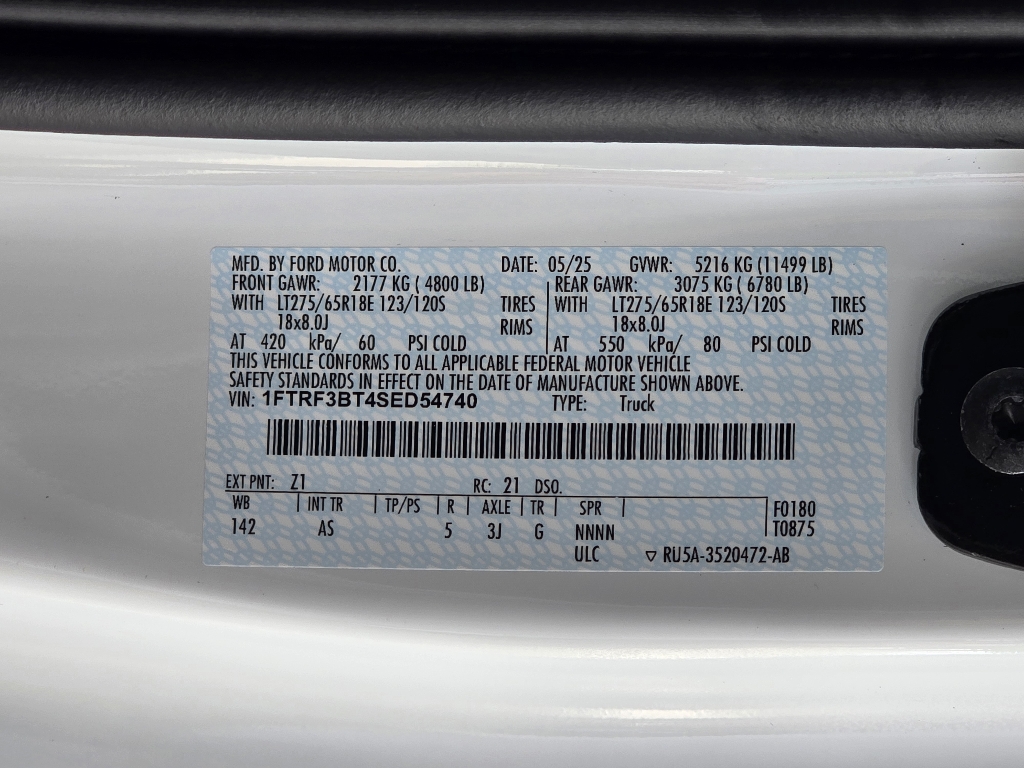 MFD. BY FORD MOTOR CO. DATE: 05/25 GVWR: 5216 KG (11499 LB)
FRONT GAWR: 2177 KG ( 4800 LB) REAR GAWR: 3075 KG ( 6780 LB)
WITH LT275/65R18E 123/120S TIRES WITH LT275/65R18E 123/120S TIRES
18x8.0J RIMS 18x8.0J RIMS
AT 420 kPa/ 60 PSI COLD AT 550 kPa/ 80 PSI COLD
THIS VEHICLE CONFORMS TO ALL APPLICABLE FEDERAL MOTOR VEHICLE
SAFETY STANDARDS IN EFFECT ON THE DATE OF MANUFACTURE SHOWN ABOVE.
VIN: 1FTRF3BT4SED54740 TYPE: Truck
EXT PNT: Z1 RC: 21 DSO.
WB INT TR TP/PS R AXLE TR SPR F0180
142 AS 5 3J G NNNN T0875
ULC ▽ RU5A-3520472-AB